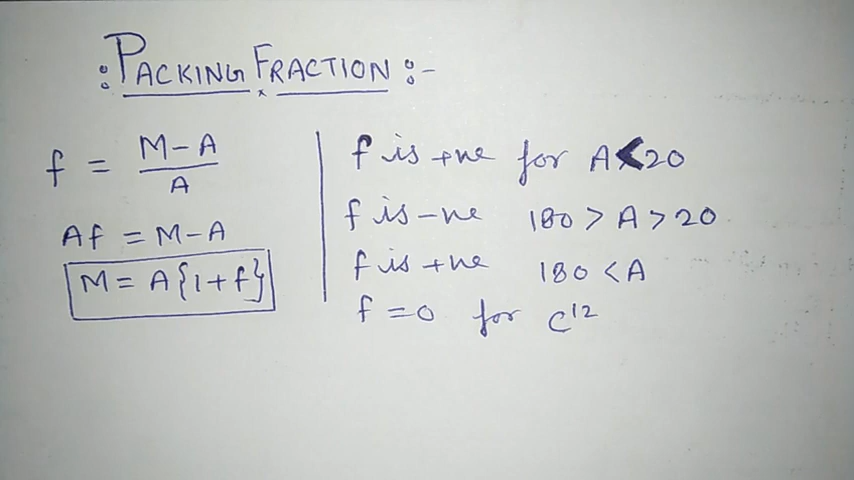 :PACKING FRACTION:-
f = M-A / A
Af = M-A
M = A{1+f}
f is +ve for A<20
f is -ve 180 > A > 20
f is +ve 180 < A
f = 0 for C¹²